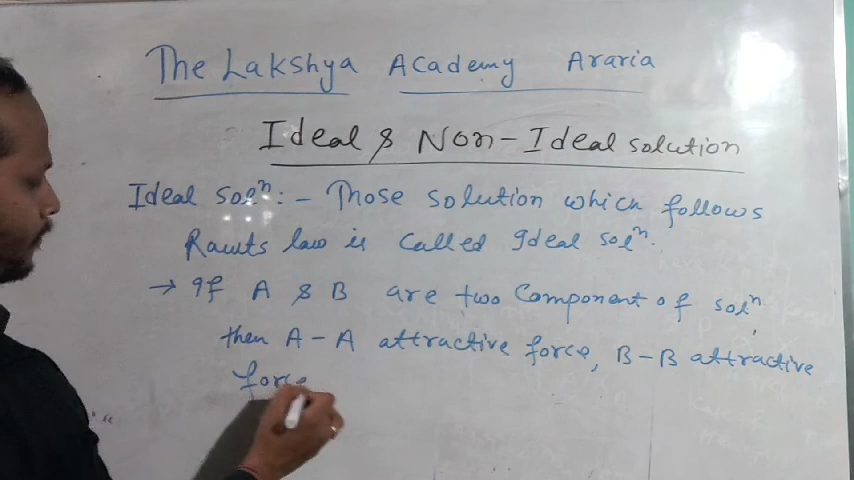 The Lakshya Academy Araria
Ideal & Non-Ideal solution
Ideal solⁿ:- Those solution which follows
Rauts law is called Ideal solⁿ.
→ If A & B are two Component of solⁿ
then A-A attractive force, B-B attractive
force